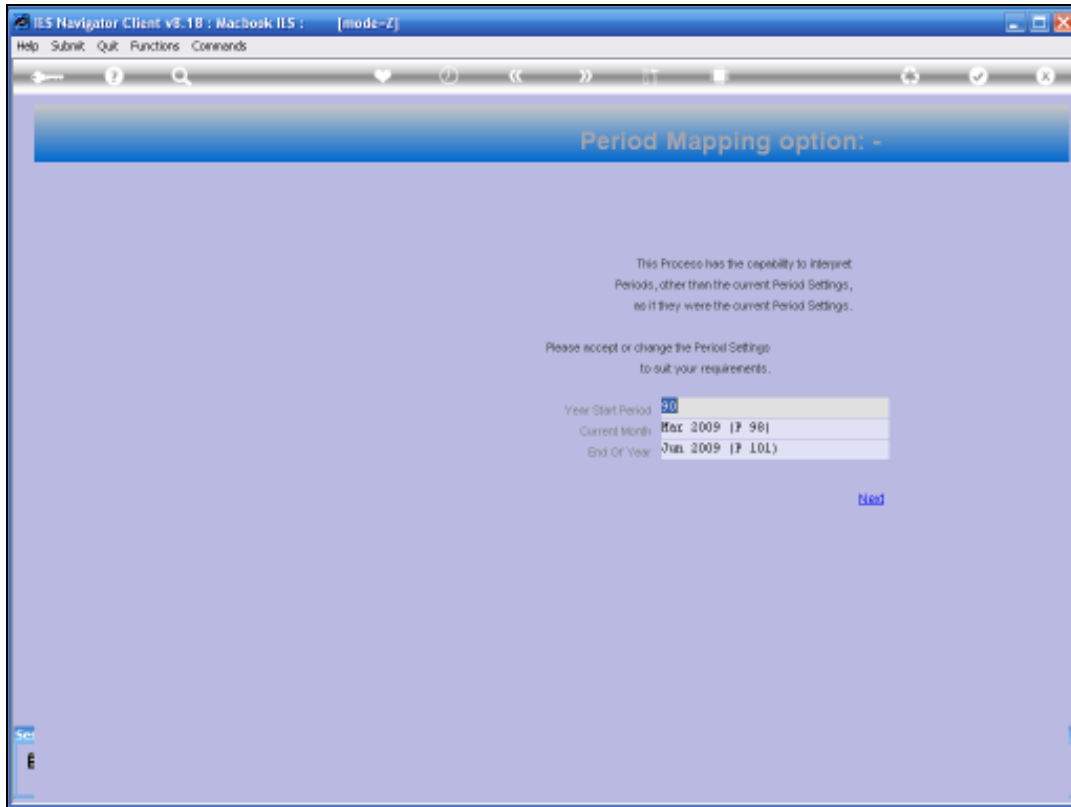 IES Navigator Client v8.18 : Macbook IES : [mode=Z]
Help Submit Quit Functions Commands
Period Mapping option: -
This Process has the capability to interpret
Periods, other than the current Period Settings,
as if they were the current Period Settings.
Please accept or change the Period Settings
to suit your requirements.
Year Start Period 90
Current Month Mar 2009 (P 98)
End Of Year Jun 2009 (P 101)
Next
Ses